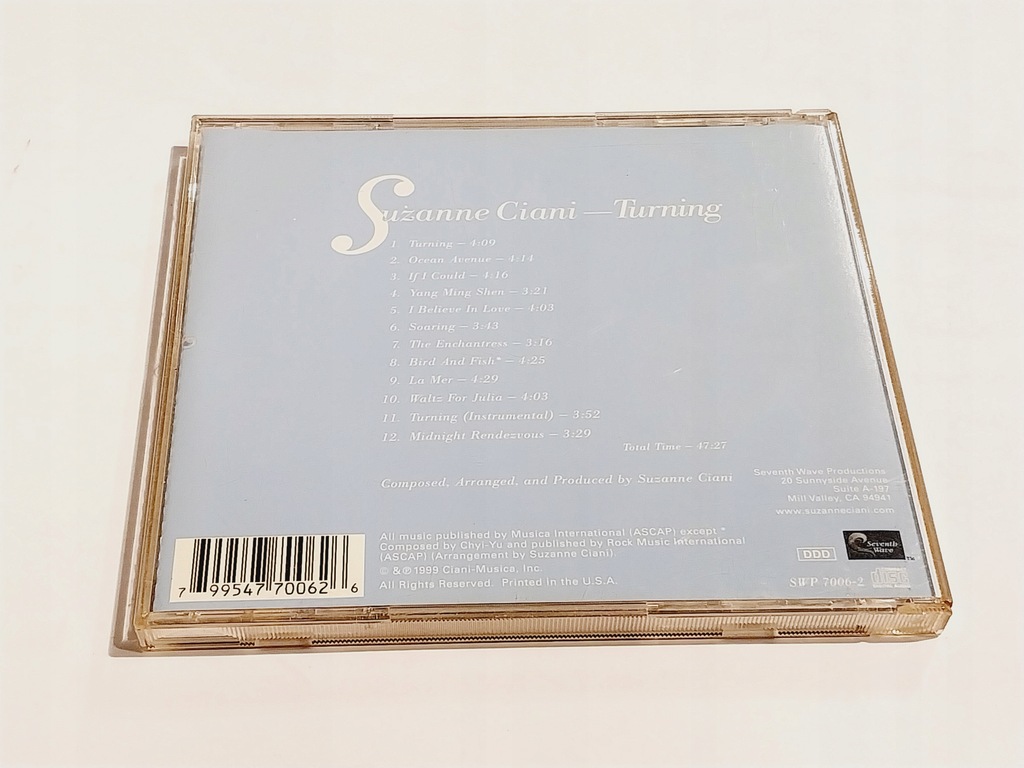 Suzanne Ciani — Turning
1. Turning — 4:09
2. Ocean Avenue — 4:14
3. If I Could — 4:16
4. Yang Ming Shen — 3:21
5. I Believe In Love — 4:03
6. Soaring — 3:43
7. The Enchantress — 3:16
8. Bird And Fish* — 4:25
9. La Mer — 4:29
10. Waltz For Julia — 4:03
11. Turning (Instrumental) — 3:52
12. Midnight Rendezvous — 3:29
Total Time — 47:27
Composed, Arranged, and Produced by Suzanne Ciani
Seventh Wave Productions
20 Sunnyside Avenue
Suite A-197
Mill Valley, CA 94941
www.suzanneciani.com
All music published by Musica International (ASCAP) except *
Composed by Chyi-Yu and published by Rock Music International
(ASCAP) (Arrangement by Suzanne Ciani)
© & ℗ 1999 Ciani-Musica, Inc.
All Rights Reserved. Printed in the U.S.A.
7 99547 70062 6
DDD
Seventh Wave
TM
SWP 7006-2
disc